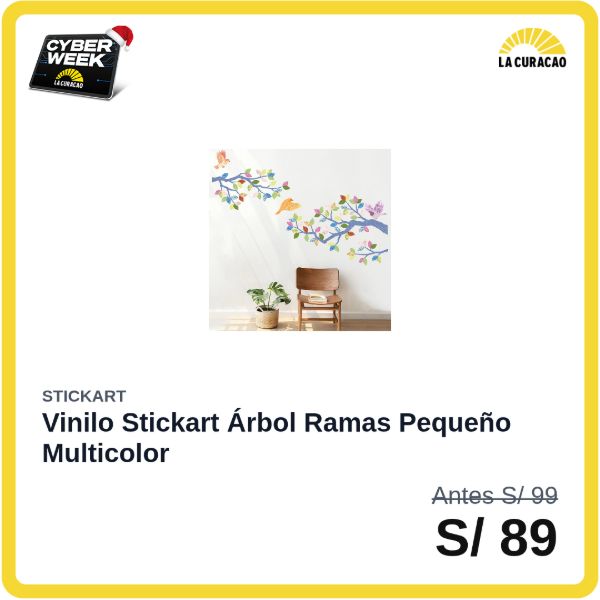 CYBER
WEEK
LA CURACAO
LA CURACAO
STICKART
Vinilo Stickart Árbol Ramas Pequeño
Multicolor
Antes S/ 99
S/ 89